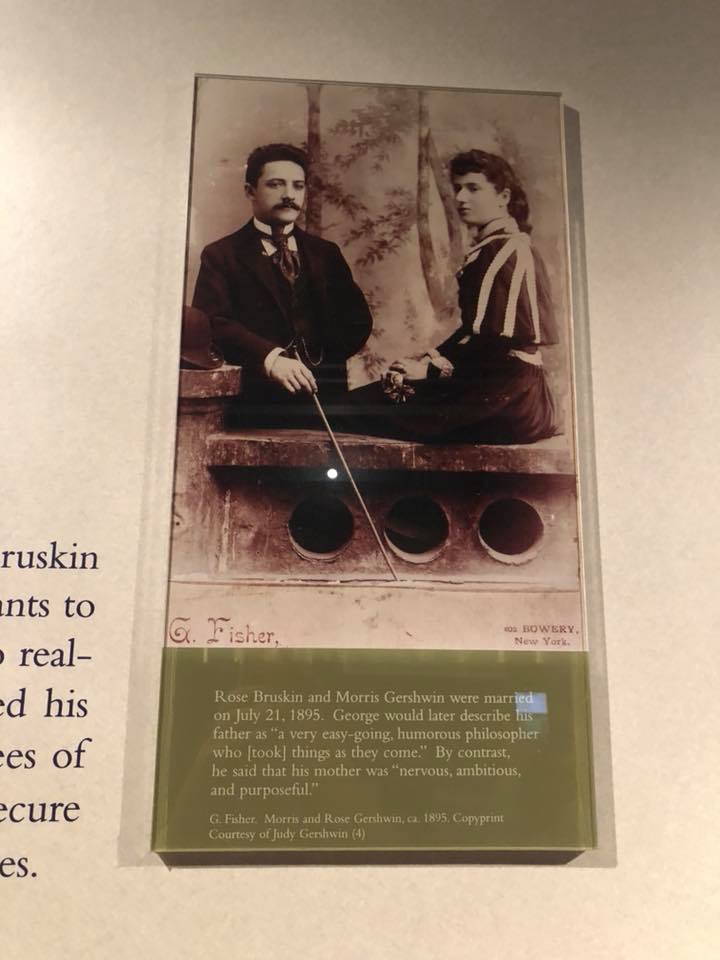 ruskin
ants to
real-
ed his
ees of
ecure
es.
G. Fisher,
BOWERY,
New York.
Rose Bruskin and Morris Gershwin were married
on July 21, 1895. George would later describe his
father as “a very easy-going, humorous philosopher
who [took] things as they come.” By contrast,
he said that his mother was “nervous, ambitious,
and purposeful.”
G. Fisher. Morris and Rose Gershwin, ca. 1895. Copyprint
Courtesy of Judy Gershwin (4)